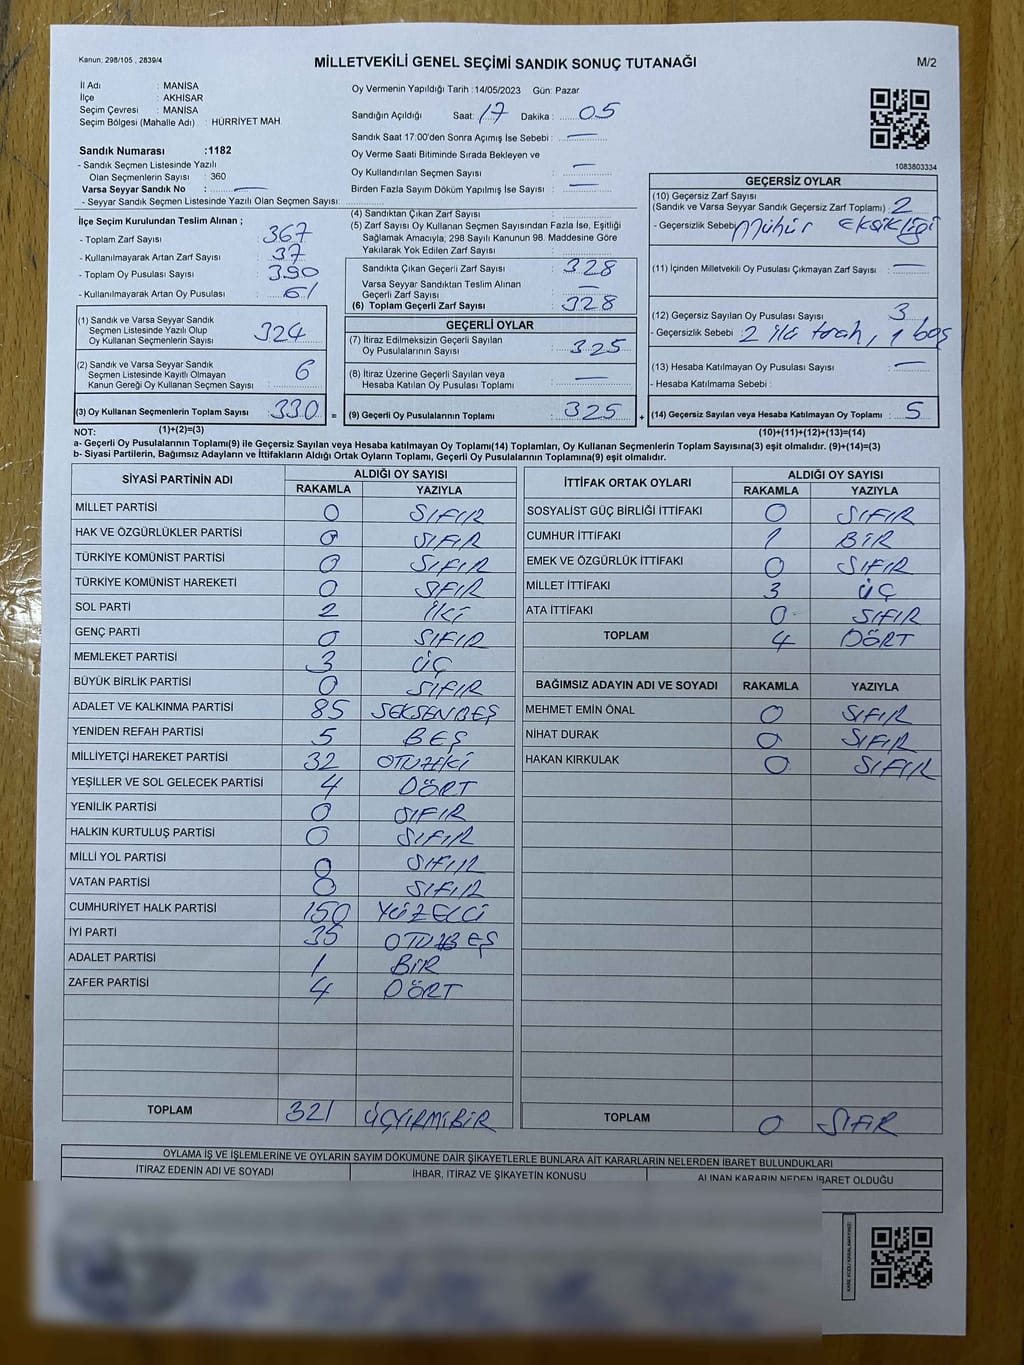 Kanun; 298/105 , 2839/4
MİLLETVEKİLİ GENEL SEÇİMİ SANDIK SONUÇ TUTANAĞI
M/2
İl Adı : MANİSA
İlçe : AKHİSAR
Seçim Çevresi : MANİSA
Seçim Bölgesi (Mahalle Adı) : HÜRRİYET MAH.
Sandık Numarası :1182
- Sandık Seçmen Listesinde Yazılı
Olan Seçmenlerin Sayısı : 360
Varsa Seyyar Sandık No : —
- Seyyar Sandık Seçmen Listesinde Yazılı Olan Seçmen Sayısı:
Oy Vermenin Yapıldığı Tarih :14/05/2023 Gün: Pazar
Sandığın Açıldığı Saat: 17 Dakika : 05
Sandık Saat 17:00'den Sonra Açımış İse Sebebi : —
Oy Verme Saati Bitiminde Sırada Bekleyen ve
Oy Kullandırılan Seçmen Sayısı : —
Birden Fazla Sayım Döküm Yapılmış İse Sayısı : —
1083803334
İlçe Seçim Kurulundan Teslim Alınan ;
- Toplam Zarf Sayısı : 367
- Kullanılmayarak Artan Zarf Sayısı : 37
- Toplam Oy Pusulası Sayısı : 390
- Kullanılmayarak Artan Oy Pusulası : 61
(1) Sandık ve Varsa Seyyar Sandık
Seçmen Listesinde Yazılı Olup
Oy Kullanan Seçmenlerin Sayısı : 324
(2) Sandık ve Varsa Seyyar Sandık
Seçmen Listesinde Kayıtlı Olmayan
Kanun Gereği Oy Kullanan Seçmen Sayısı : 6
(3) Oy Kullanan Seçmenlerin Toplam Sayısı : 330 =
(4) Sandıktan Çıkan Zarf Sayısı :
(5) Zarf Sayısı Oy Kullanan Seçmen Sayısından Fazla İse, Eşitliği
Sağlamak Amacıyla; 298 Sayılı Kanunun 98. Maddesine Göre
Yakılarak Yok Edilen Zarf Sayısı :
Sandıkta Çıkan Geçerli Zarf Sayısı : 328
Varsa Seyyar Sandıktan Teslim Alınan
Geçerli Zarf Sayısı : —
(6) Toplam Geçerli Zarf Sayısı : 328
GEÇERLİ OYLAR
(7) İtiraz Edilmeksizin Geçerli Sayılan
Oy Pusulalarının Sayısı : 325
(8) İtiraz Üzerine Geçerli Sayılan veya
Hesaba Katılan Oy Pusulası Toplamı : —
(9) Geçerli Oy Pusulalarının Toplamı : 325 +
GEÇERSİZ OYLAR
(10) Geçersiz Zarf Sayısı
(Sandık ve Varsa Seyyar Sandık Geçersiz Zarf Toplamı) : 2
- Geçersizlik Sebebi : Mühür Eksikliği
(11) İçinden Milletvekili Oy Pusulası Çıkmayan Zarf Sayısı : —
(12) Geçersiz Sayılan Oy Pusulası Sayısı : 3
- Geçersizlik Sebebi : 2 , 1 boş
(13) Hesaba Katılmayan Oy Pusulası Sayısı : —
- Hesaba Katılmama Sebebi :
(14) Geçersiz Sayılan veya Hesaba Katılmayan Oy Toplamı : 5
NOT: (1)+(2)=(3)
(10)+(11)+(12)+(13)=(14)
a- Geçerli Oy Pusulalarının Toplamı(9) ile Geçersiz Sayılan veya Hesaba katılmayan Oy Toplamı(14) Toplamları, Oy Kullanan Seçmenlerin Toplam Sayısına(3) eşit olmalıdır. (9)+(14)=(3)
b- Siyasi Partilerin, Bağımsız Adayların ve İttifakların Aldığı Ortak Oyların Toplamı, Geçerli Oy Pusulalarının Toplamına(9) eşit olmalıdır.
SİYASİ PARTİNİN ADI ALDIĞI OY SAYISI
RAKAMLA YAZIYLA
MİLLET PARTİSİ 0 SIFIR
HAK VE ÖZGÜRLÜKLER PARTİSİ 0 SIFIR
TÜRKİYE KOMÜNİST PARTİSİ 0 SIFIR
TÜRKİYE KOMÜNİST HAREKETİ 0 SIFIR
SOL PARTİ 2 İKİ
GENÇ PARTİ 0 SIFIR
MEMLEKET PARTİSİ 3 ÜÇ
BÜYÜK BİRLİK PARTİSİ 0 SIFIR
ADALET VE KALKINMA PARTİSİ 85 SEKSENBEŞ
YENİDEN REFAH PARTİSİ 5 BEŞ
MİLLİYETÇİ HAREKET PARTİSİ 32 OTUZİKİ
YEŞİLLER VE SOL GELECEK PARTİSİ 4 DÖRT
YENİLİK PARTİSİ 0 SIFIR
HALKIN KURTULUŞ PARTİSİ 0 SIFIR
MİLLİ YOL PARTİSİ 0 SIFIR
VATAN PARTİSİ 0 SIFIR
CUMHURİYET HALK PARTİSİ 150 YÜZELLİ
İYİ PARTİ 35 OTUZBEŞ
ADALET PARTİSİ 1 BİR
ZAFER PARTİSİ 4 DÖRT
TOPLAM 321 ÜÇYİRMİBİR
İTTİFAK ORTAK OYLARI ALDIĞI OY SAYISI
RAKAMLA YAZIYLA
SOSYALİST GÜÇ BİRLİĞİ İTTİFAKI 0 SIFIR
CUMHUR İTTİFAKI 1 BİR
EMEK VE ÖZGÜRLÜK İTTİFAKI 0 SIFIR
MİLLET İTTİFAKI 3 ÜÇ
ATA İTTİFAKI 0 SIFIR
TOPLAM 4 DÖRT
BAĞIMSIZ ADAYIN ADI VE SOYADI RAKAMLA YAZIYLA
MEHMET EMİN ÖNAL 0 SIFIR
NİHAT DURAK 0 SIFIR
HAKAN KIRKULAK 0 SIFIR
TOPLAM 0 SIFIR
OYLAMA İŞ VE İŞLEMLERİNE VE OYLARIN SAYIM DÖKÜMÜNE DAİR ŞİKAYETLERLE BUNLARA AİT KARARLARIN NELERDEN İBARET BULUNDUKLARI
İTİRAZ EDENİN ADI VE SOYADI İHBAR, İTİRAZ VE ŞİKAYETİN KONUSU ALINAN KARARIN NEDEN İBARET OLDUĞU